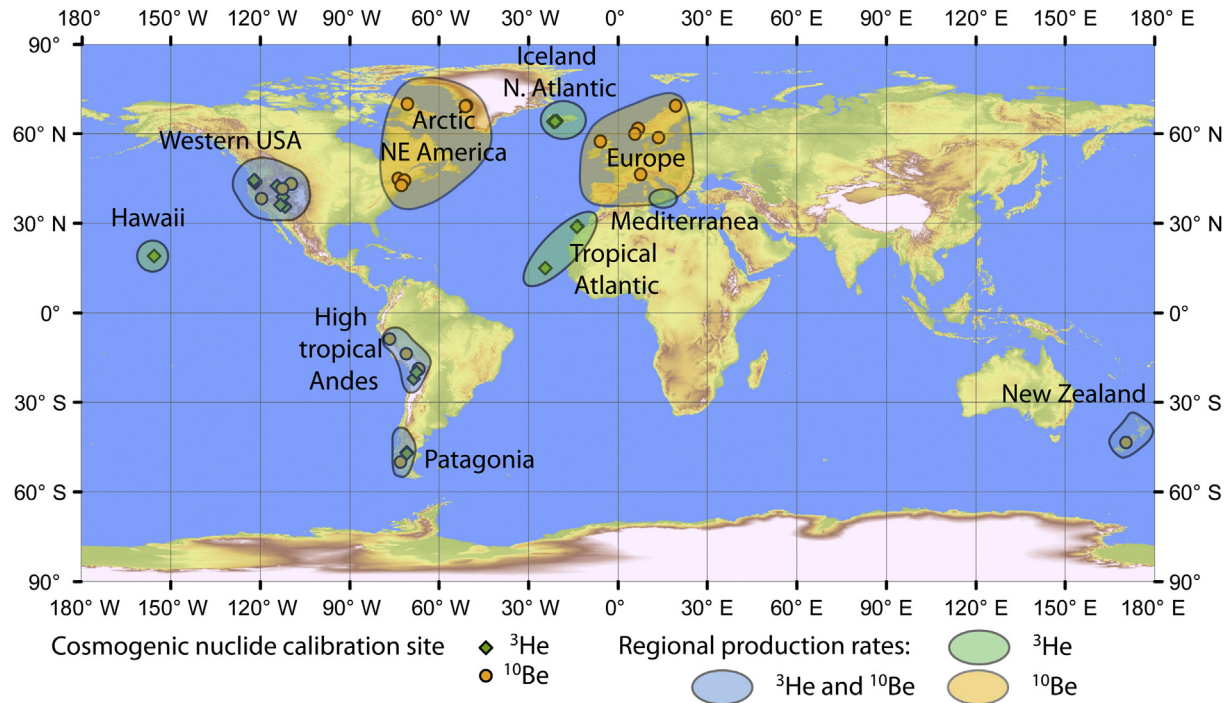 180° 150° W 120° W 90° W 60° W 30° W 0° 30° E 60° E 90° E 120° E 150° E 180° E
90°
Iceland
N. Atlantic
60° N
60° N
Western USA
Arctic
NE America
Europe
30° N
30° N
Hawaii
Mediterranea
Tropical
Atlantic
0°
0°
High
tropical
Andes
30° S
New Zealand
30° S
Patagonia
60° S
60° S
90°
90°
180° 150° W 120° W 90° W 60° W 30° W 0° 30° E 60° E 90° E 120° E 150° E 180° E
Cosmogenic nuclide calibration site
³He
¹⁰Be
Regional production rates:
³He
³He and ¹⁰Be
¹⁰Be